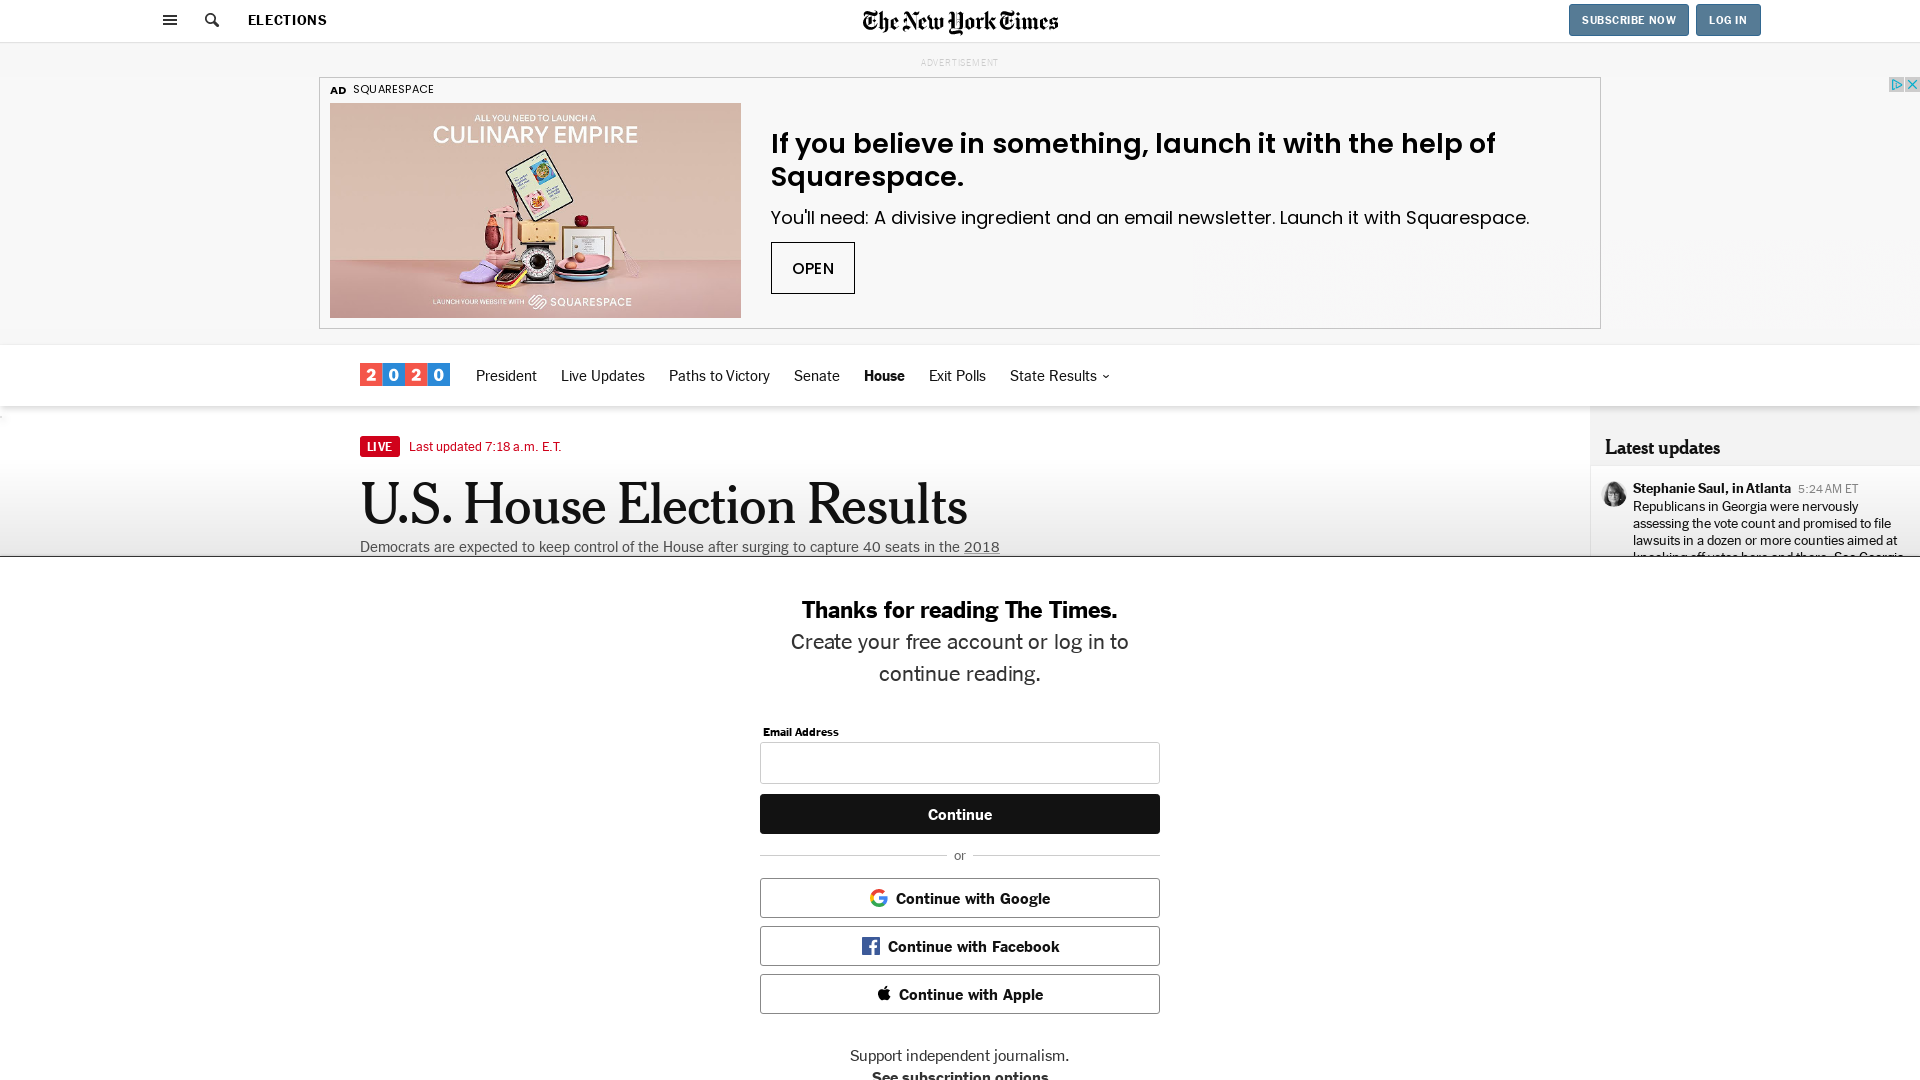 ELECTIONS
The New York Times
SUBSCRIBE NOW
LOG IN
ADVERTISEMENT
AD SQUARESPACE
ALL YOU NEED TO LAUNCH A
CULINARY EMPIRE
LAUNCH YOUR WEBSITE WITH SQUARESPACE
If you believe in something, launch it with the help of
Squarespace.
You'll need: A divisive ingredient and an email newsletter. Launch it with Squarespace.
OPEN
2020 President Live Updates Paths to Victory Senate House Exit Polls State Results
LIVE Last updated 7:18 a.m. E.T.
U.S. House Election Results
Democrats are expected to keep control of the House after surging to capture 40 seats in the 2018
Latest updates
Stephanie Saul, in Atlanta 5:24 AM ET
Republicans in Georgia were nervously
assessing the vote count and promised to file
lawsuits in a dozen or more counties aimed at
knocking off votes here and there. See Georgia
Thanks for reading The Times.
Create your free account or log in to
continue reading.
Email Address
Continue
or
Continue with Google
Continue with Facebook
Continue with Apple
Support independent journalism.
See subscription options